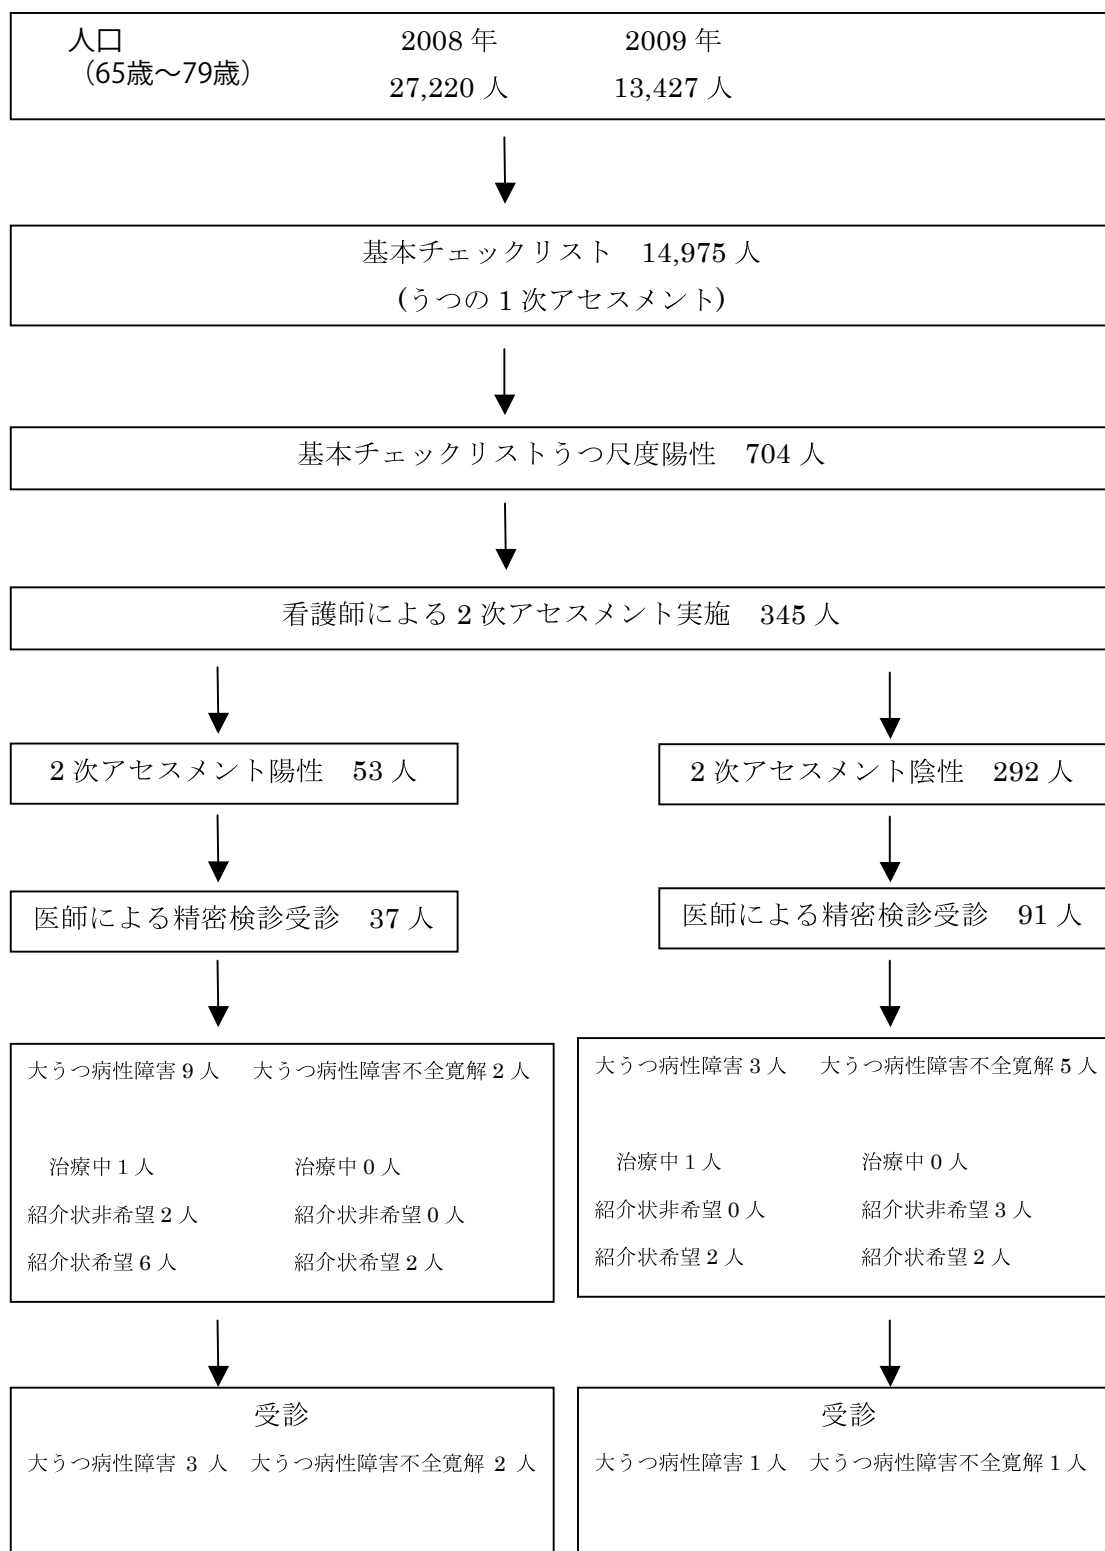 人口 2008 年 2009 年
(65歳〜79歳)
27,220 人 13,427 人
基本チェックリスト 14,975 人
(うつの 1 次アセスメント)
基本チェックリストうつ尺度陽性 704 人
看護師による 2 次アセスメント実施 345 人
2 次アセスメント陽性 53 人
2 次アセスメント陰性 292 人
医師による精密検診受診 37 人
医師による精密検診受診 91 人
大うつ病性障害 9 人 大うつ病性障害不全寛解 2 人
治療中 1 人 治療中 0 人
紹介状非希望 2 人 紹介状非希望 0 人
紹介状希望 6 人 紹介状希望 2 人
大うつ病性障害 3 人 大うつ病性障害不全寛解 5 人
治療中 1 人 治療中 0 人
紹介状非希望 0 人 紹介状非希望 3 人
紹介状希望 2 人 紹介状希望 2 人
受診
大うつ病性障害 3 人 大うつ病性障害不全寛解 2 人
受診
大うつ病性障害 1 人 大うつ病性障害不全寛解 1 人